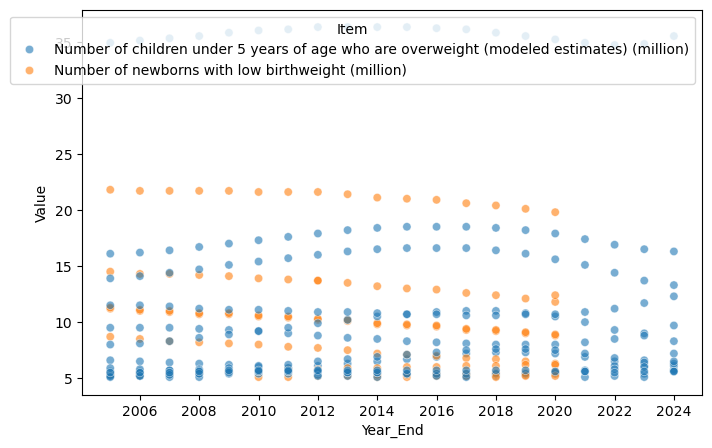 Item
Number of children under 5 years of age who are overweight (modeled estimates) (million)
Number of newborns with low birthweight (million)
Value
35
30
25
20
15
10
5
2006 2008 2010 2012 2014 2016 2018 2020 2022 2024
Year_End